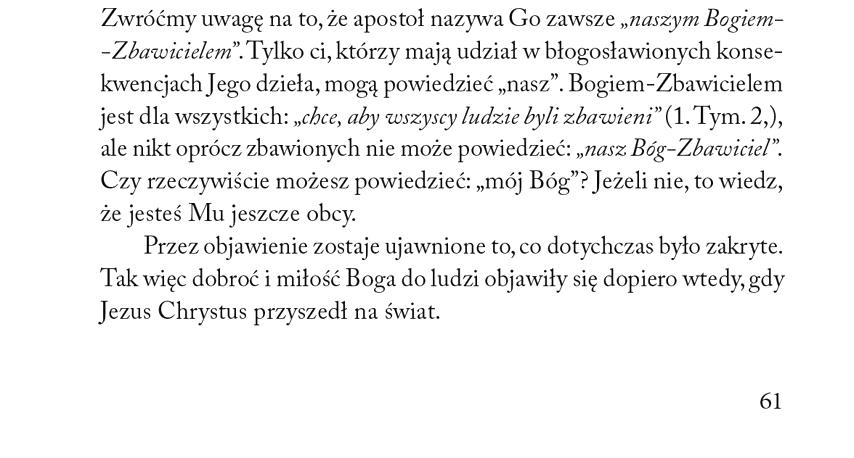 Zwróćmy uwagę na to, że apostoł nazywa Go zawsze „naszym Bogiem-
-Zbawicielem”. Tylko ci, którzy mają udział w błogosławionych konse-
kwencjach Jego dzieła, mogą powiedzieć „nasz”. Bogiem-Zbawicielem
jest dla wszystkich: „chce, aby wszyscy ludzie byli zbawieni” (1. Tym. 2,),
ale nikt oprócz zbawionych nie może powiedzieć: „nasz Bóg-Zbawiciel”.
Czy rzeczywiście możesz powiedzieć: „mój Bóg”? Jeżeli nie, to wiedz,
że jesteś Mu jeszcze obcy.
Przez objawienie zostaje ujawnione to, co dotychczas było zakryte.
Tak więc dobroć i miłość Boga do ludzi objawiły się dopiero wtedy, gdy
Jezus Chrystus przyszedł na świat.
61